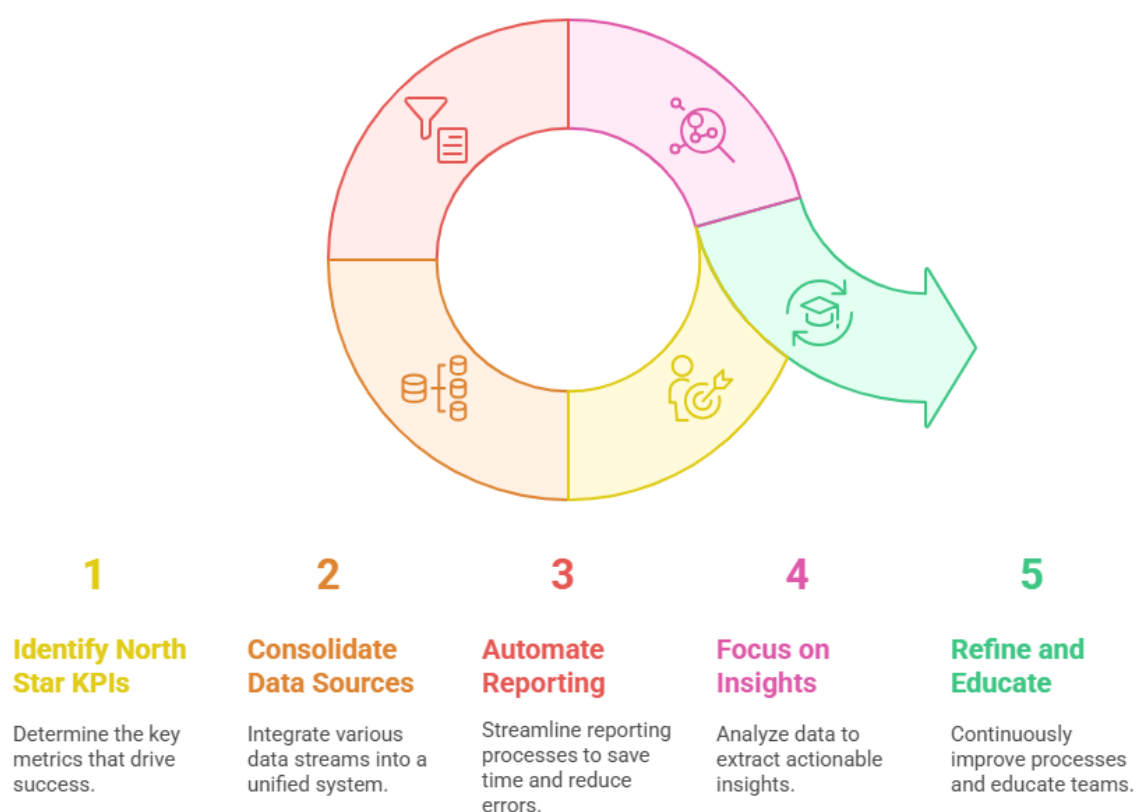 1
Identify North
Star KPIs
Determine the key
metrics that drive
success.
2
Consolidate
Data Sources
Integrate various
data streams into a
unified system.
3
Automate
Reporting
Streamline reporting
processes to save
time and reduce
errors.
4
Focus on
Insights
Analyze data to
extract actionable
insights.
5
Refine and
Educate
Continuously
improve processes
and educate teams.